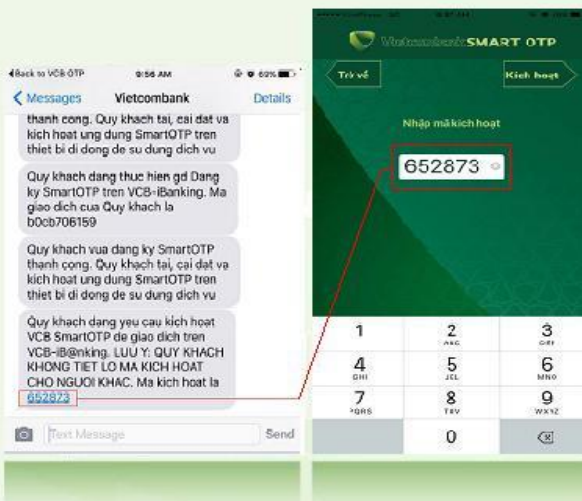 Back to VCB OTP
9:56 AM
69%
Messages
Vietcombank
Details
thanh cong. Quy khach tai, cai dat va
kich hoat ung dung SmartOTP tren
thiet bi di dong de su dung dich vu
Quy khach dang thuc hien gd Dang
ky SmartOTP tren VCB-iBanking. Ma
giao dich cua Quy khach la
b0cb706159
Quy khach vua dang ky SmartOTP
thanh cong. Quy khach tai, cai dat va
kich hoat ung dung SmartOTP tren
thiet bi di dong de su dung dich vu
Quy khach dang yeu cau kich hoat
VCB SmartOTP de giao dich tren
VCB-iB@nking. LUU Y: QUY KHACH
KHONG TIET LO MA KICH HOAT
CHO NGUOI KHAC. Ma kich hoat la
652873
Text Message
Send
Vietcombank SMART OTP
Trở về
Kích hoạt
Nhập mã kích hoạt
652873
1
2
ABC
3
DEF
4
GHI
5
JKL
6
MNO
7
PQRS
8
TUV
9
WXYZ
0